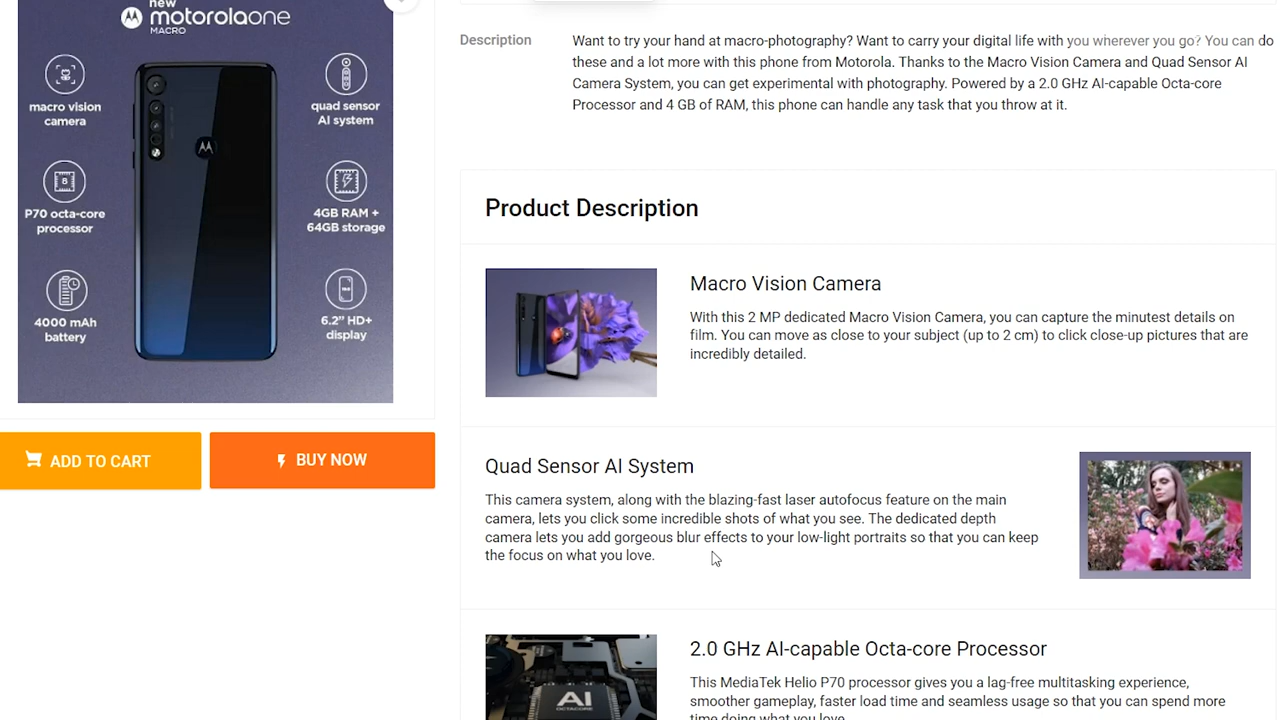 new
motorola one
MACRO
macro vision
camera
quad sensor
AI system
P70 octa-core
processor
4GB RAM +
64GB storage
4000 mAh
battery
6.2" HD+
display
ADD TO CART
BUY NOW
Description
Want to try your hand at macro-photography? Want to carry your digital life with you wherever you go? You can do
these and a lot more with this phone from Motorola. Thanks to the Macro Vision Camera and Quad Sensor AI
Camera System, you can get experimental with photography. Powered by a 2.0 GHz AI-capable Octa-core
Processor and 4 GB of RAM, this phone can handle any task that you throw at it.
Product Description
Macro Vision Camera
With this 2 MP dedicated Macro Vision Camera, you can capture the minutest details on
film. You can move as close to your subject (up to 2 cm) to click close-up pictures that are
incredibly detailed.
Quad Sensor AI System
This camera system, along with the blazing-fast laser autofocus feature on the main
camera, lets you click some incredible shots of what you see. The dedicated depth
camera lets you add gorgeous blur effects to your low-light portraits so that you can keep
the focus on what you love.
AI
2.0 GHz AI-capable Octa-core Processor
This MediaTek Helio P70 processor gives you a lag-free multitasking experience,
smoother gameplay, faster load time and seamless usage so that you can spend more
time doing what you love.